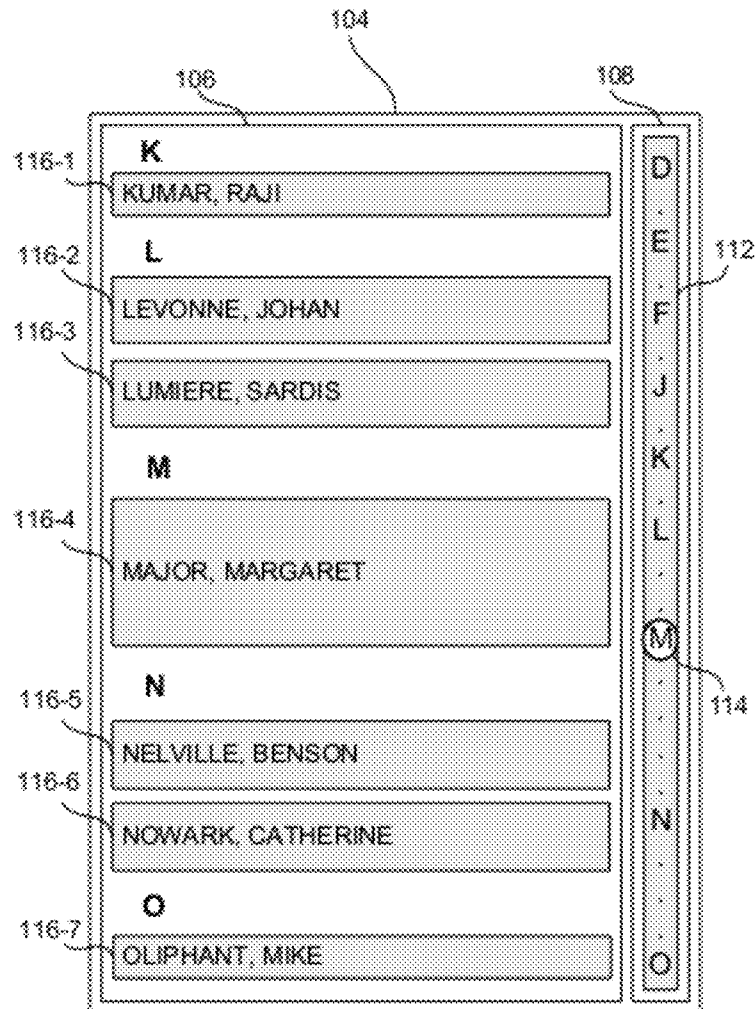 104
106
108
K
116-1
KUMAR, RAJI
L
116-2
LEVONNE, JOHAN
116-3
LUMIERE, SARDIS
M
116-4
MAJOR, MARGARET
N
116-5
NELVILLE, BENSON
116-6
NOWARK, CATHERINE
O
116-7
OLIPHANT, MIKE
D
.
E
.
F
.
J
.
K
.
L
.
.
M
.
.
.
.
N
.
.
.
O
112
114